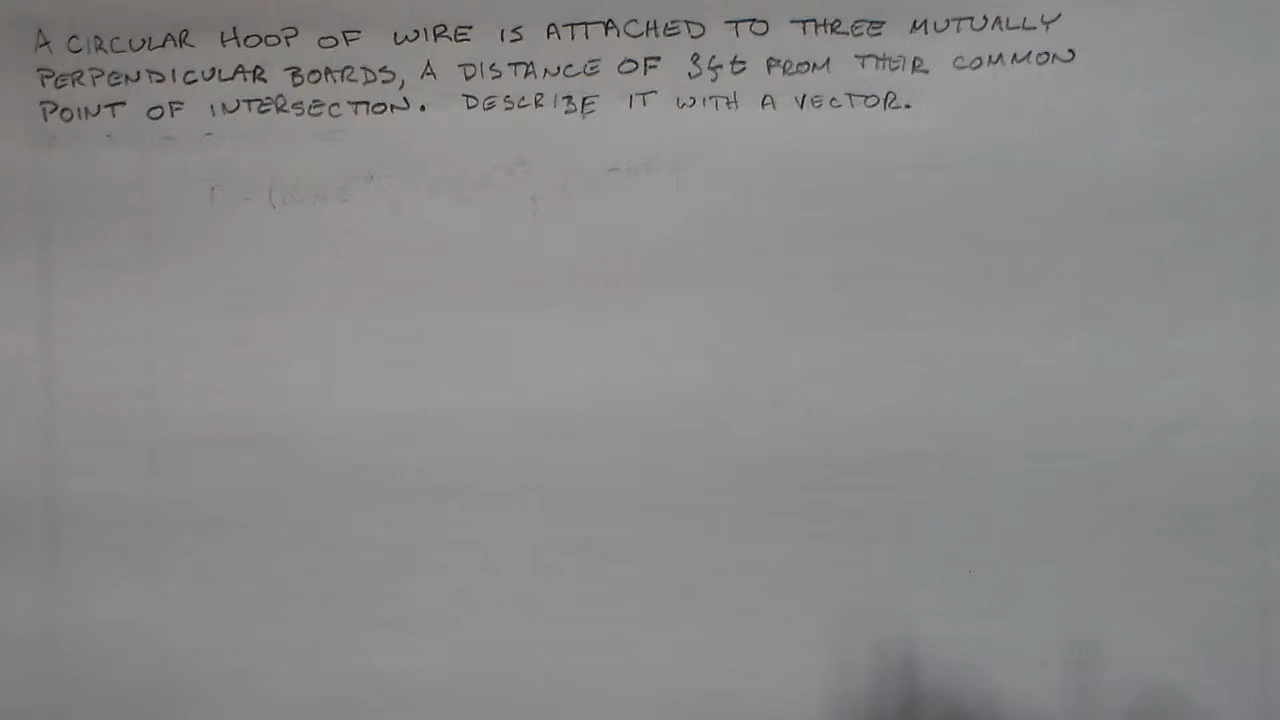 A CIRCULAR HOOP OF WIRE IS ATTACHED TO THREE MUTUALLY
PERPENDICULAR BOARDS, A DISTANCE OF 3ft FROM THEIR COMMON
POINT OF INTERSECTION. DESCRIBE IT WITH A VECTOR.